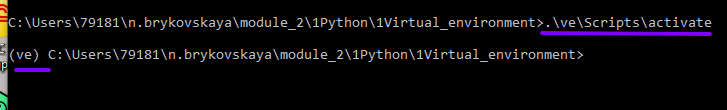 C:\Users\79181\n.brykovskaya\module_2\1Python\1Virtual_environment>.\ve\Scripts\activate
(ve) C:\Users\79181\n.brykovskaya\module_2\1Python\1Virtual_environment>